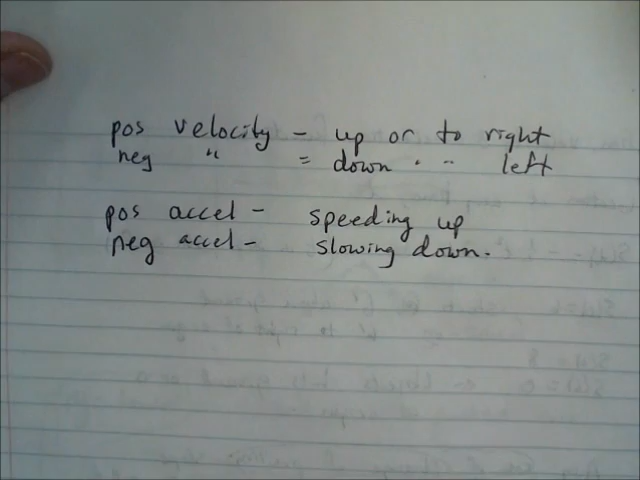 pos velocity - up or to right
neg " = down " " left
pos accel - speeding up
neg accel - slowing down.